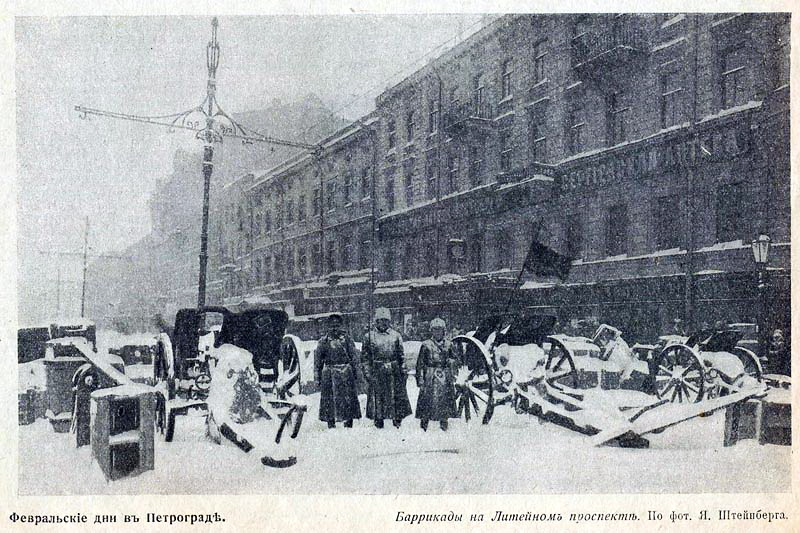 Февральскіе дни въ Петроградѣ.
Баррикады на Литейномъ проспектѣ. По фот. Я. Штейнберга.